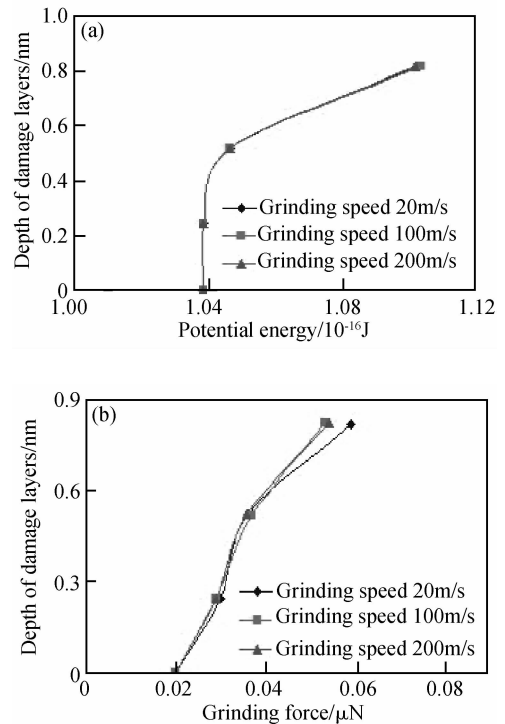 (a)
1.0
0.8
0.6
0.4
0.2
0
Depth of damage layers/nm
Grinding speed 20m/s
Grinding speed 100m/s
Grinding speed 200m/s
1.00 1.04 1.08 1.12
Potential energy/10⁻¹⁶J
(b)
0.9
0.6
0.3
0
Depth of damage layers/nm
Grinding speed 20m/s
Grinding speed 100m/s
Grinding speed 200m/s
0 0.02 0.04 0.06 0.08
Grinding force/μN